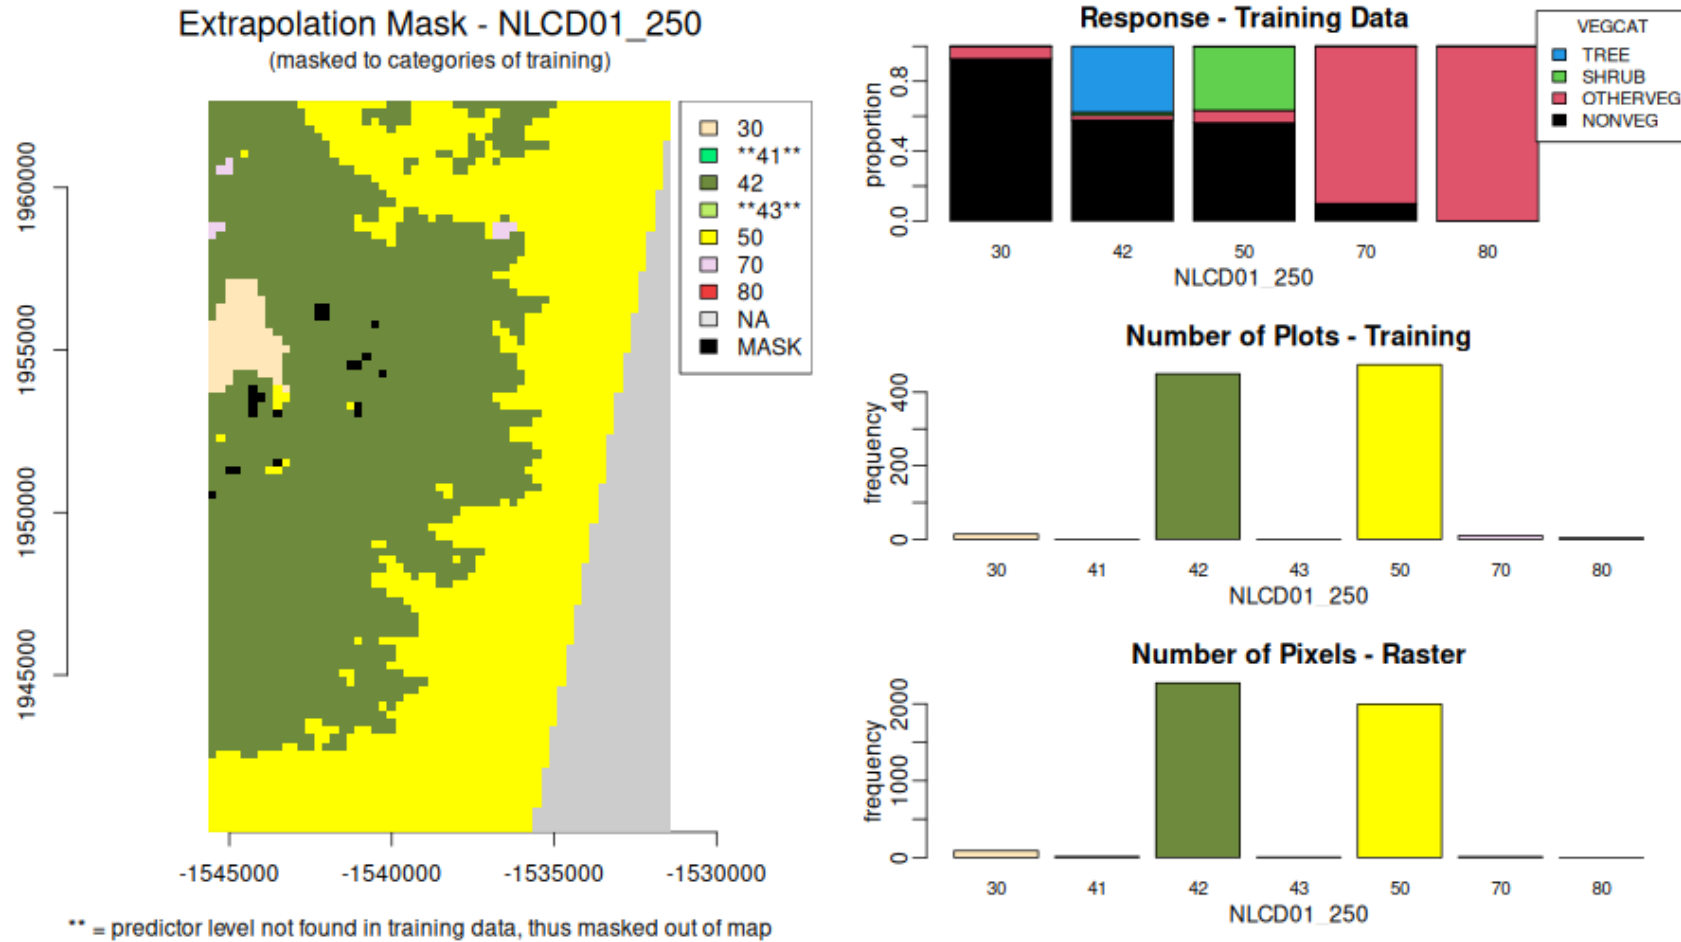 Extrapolation Mask - NLCD01_250
(masked to categories of training)
1960000
1955000
1950000
1945000
-1545000 -1540000 -1535000 -1530000
30
**41**
42
**43**
50
70
80
NA
MASK
** = predictor level not found in training data, thus masked out of map
Response - Training Data
proportion
0.8
0.4
0.0
30 42 50 70 80
NLCD01_250
VEGCAT
TREE
SHRUB
OTHERVEG
NONVEG
Number of Plots - Training
frequency
400
200
0
30 41 42 43 50 70 80
NLCD01_250
Number of Pixels - Raster
frequency
2000
1000
0
30 41 42 43 50 70 80
NLCD01_250